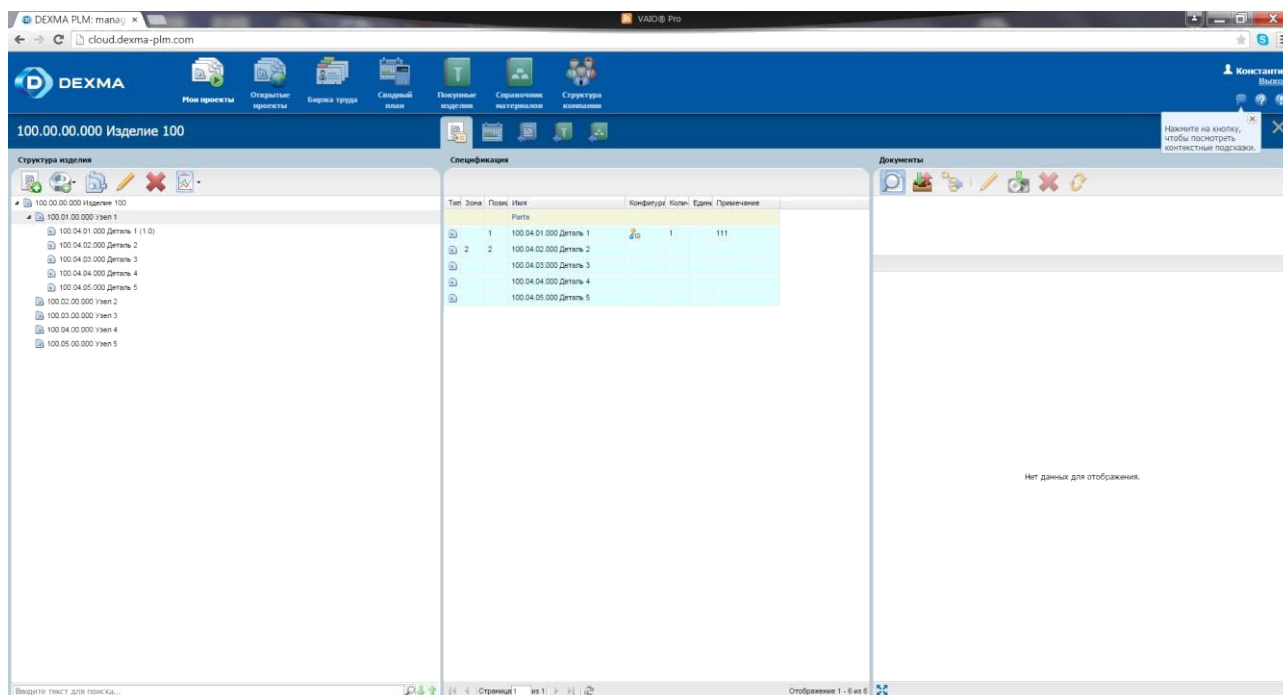 DEXMA PLM: manag
VAIO® Pro
cloud.dexma-plm.com
DEXMA
Мои проекты
Открытые проекты
Биржа труда
Сводный план
Покупные изделия
Справочник материалов
Структура компании
Константи
Выхо
100.00.00.000 Изделие 100
Нажмите на кнопку,
чтобы посмотреть
контекстные подсказки.
Структура изделия
Спецификация
Документы
100.00.00.000 Изделие 100
100.01.00.000 Узел 1
100.04.01.000 Деталь 1 (1.0)
100.04.02.000 Деталь 2
100.04.03.000 Деталь 3
100.04.04.000 Деталь 4
100.04.05.000 Деталь 5
100.02.00.000 Узел 2
100.03.00.000 Узел 3
100.04.00.000 Узел 4
100.05.00.000 Узел 5
Тип Зона Позиц Имя Конфигура Колич Едини Примечание
Parts
1 100.04.01.000 Деталь 1 1 111
2 2 100.04.02.000 Деталь 2
100.04.03.000 Деталь 3
100.04.04.000 Деталь 4
100.04.05.000 Деталь 5
Нет данных для отображения.
Введите текст для поиска...
Страница 1 из 1
Отображение 1 - 6 из 6